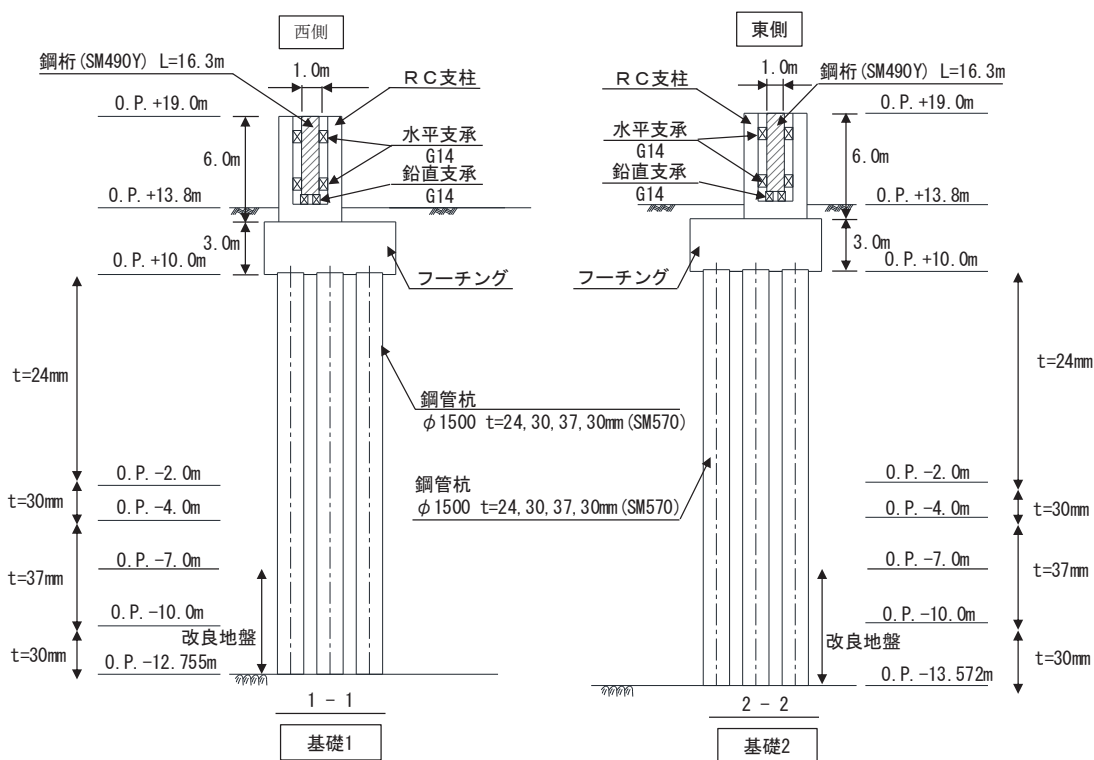 西側
鋼桁(SM490Y) L=16.3m
1.0m
RC支柱
O.P.+19.0m
水平支承
G14
6.0m
鉛直支承
G14
O.P.+13.8m
3.0m
O.P.+10.0m
フーチング
t=24mm
鋼管杭
φ1500 t=24,30,37,30mm(SM570)
O.P.-2.0m
t=30mm
O.P.-4.0m
O.P.-7.0m
t=37mm
O.P.-10.0m
改良地盤
t=30mm
O.P.-12.755m
1-1
基礎1
東側
1.0m
鋼桁(SM490Y) L=16.3m
RC支柱
O.P.+19.0m
水平支承
G14
6.0m
鉛直支承
G14
O.P.+13.8m
3.0m
O.P.+10.0m
フーチング
t=24mm
鋼管杭
φ1500 t=24,30,37,30mm(SM570)
O.P.-2.0m
O.P.-4.0m
t=30mm
O.P.-7.0m
t=37mm
O.P.-10.0m
改良地盤
t=30mm
O.P.-13.572m
2-2
基礎2